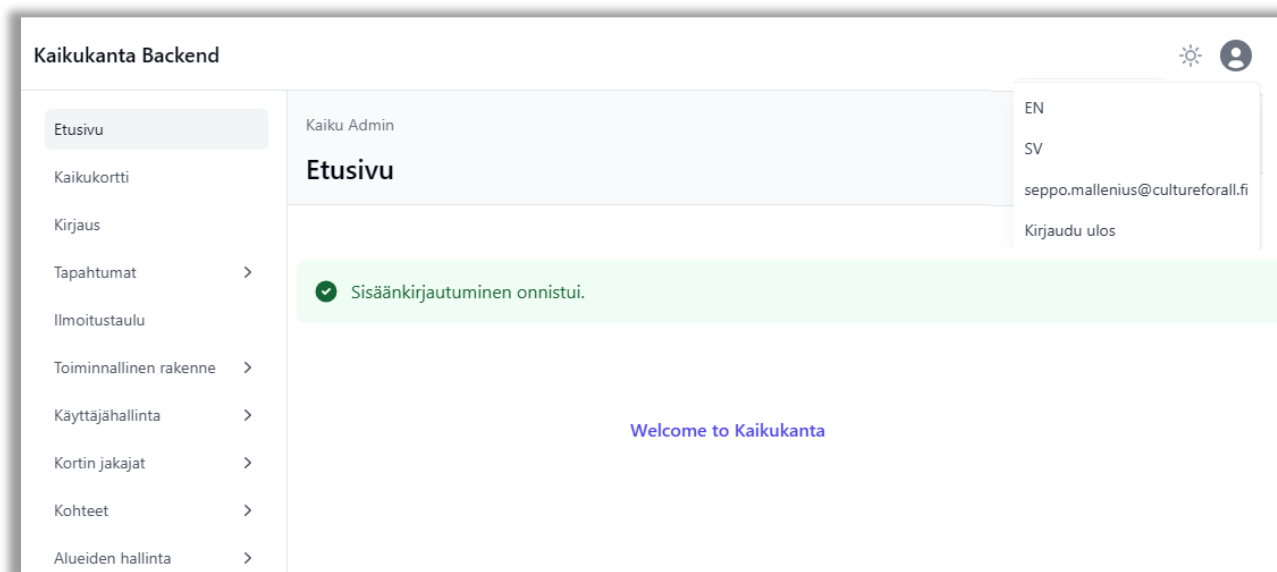 Kaikukanta Backend
EN
SV
seppo.mallenius@cultureforall.fi
Kirjaudu ulos
Etusivu
Kaikukortti
Kirjaus
Tapahtumat
Ilmoitustaulu
Toiminnallinen rakenne
Käyttäjähallinta
Kortin jakajat
Kohteet
Alueiden hallinta
Kaiku Admin
Etusivu
Sisäänkirjautuminen onnistui.
Welcome to Kaikukanta